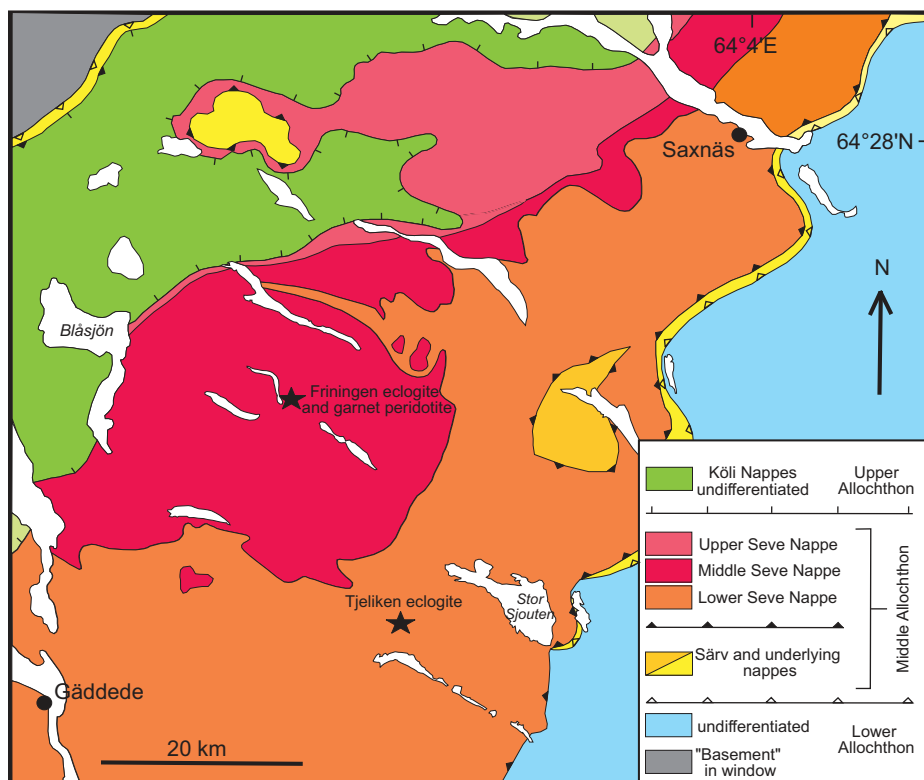 64°4'E
64°28'N
Saxnäs
N
Blåsjön
Friningen eclogite
and garnet peridotite
Tjeliken eclogite
Stor
Sjouten
Gäddede
20 km
Köli Nappes
undifferentiated
Upper
Allochthon
Upper Seve Nappe
Middle Seve Nappe
Lower Seve Nappe
Middle Allochthon
Särv and underlying
nappes
undifferentiated
Lower
Allochthon
"Basement"
in window